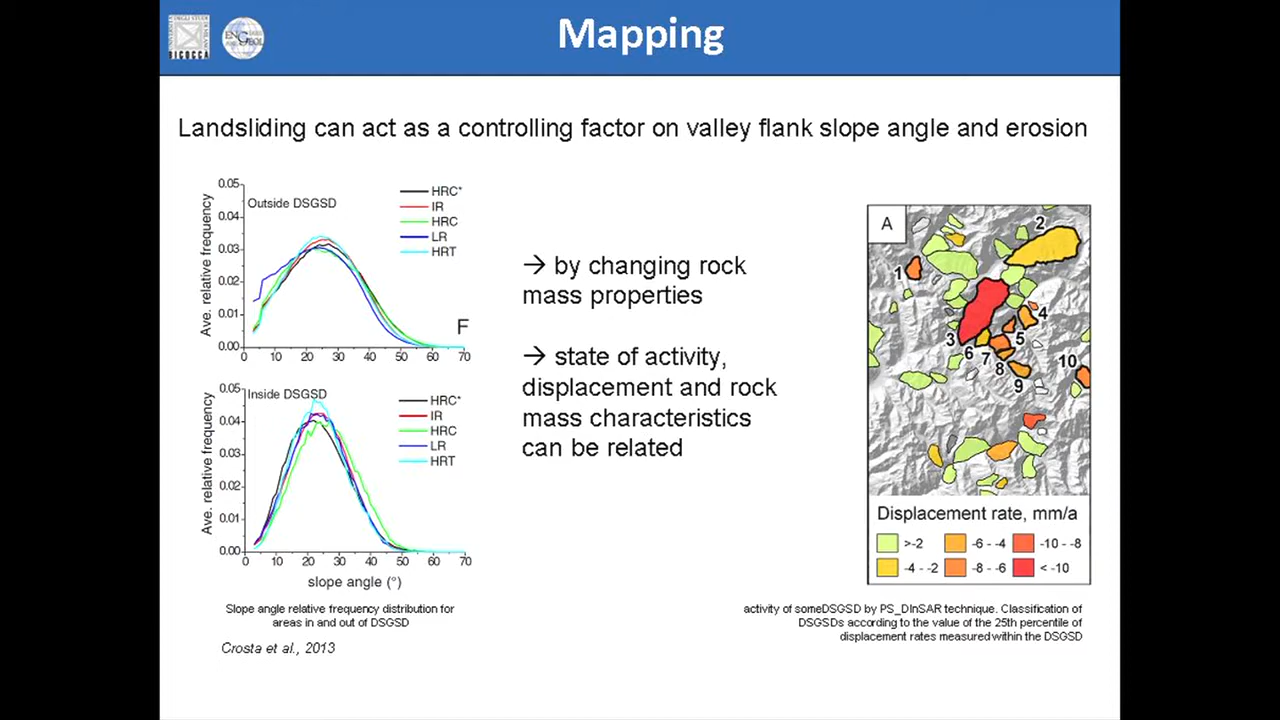 Mapping
BICOCCA
Landsliding can act as a controlling factor on valley flank slope angle and erosion
Ave. relative frequency
0.05
0.04
0.03
0.02
0.01
0.00
Outside DSGSD
HRC*
IR
HRC
LR
HRT
F
0 10 20 30 40 50 60 70
Ave. relative frequency
0.05
0.04
0.03
0.02
0.01
0.00
Inside DSGSD
HRC*
IR
HRC
LR
HRT
0 10 20 30 40 50 60 70
slope angle (°)
Slope angle relative frequency distribution for
areas in and out of DSGSD
Crosta et al., 2013
→ by changing rock
mass properties
→ state of activity,
displacement and rock
mass characteristics
can be related
A
2
1
4
3
5
6
7
8
10
9
Displacement rate, mm/a
>-2 -6 - -4 -10 - -8
-4 - -2 -8 - -6 < -10
activity of someDSGSD by PS_DInSAR technique. Classification of
DSGSDs according to the value of the 25th percentile of
displacement rates measured within the DSGSD